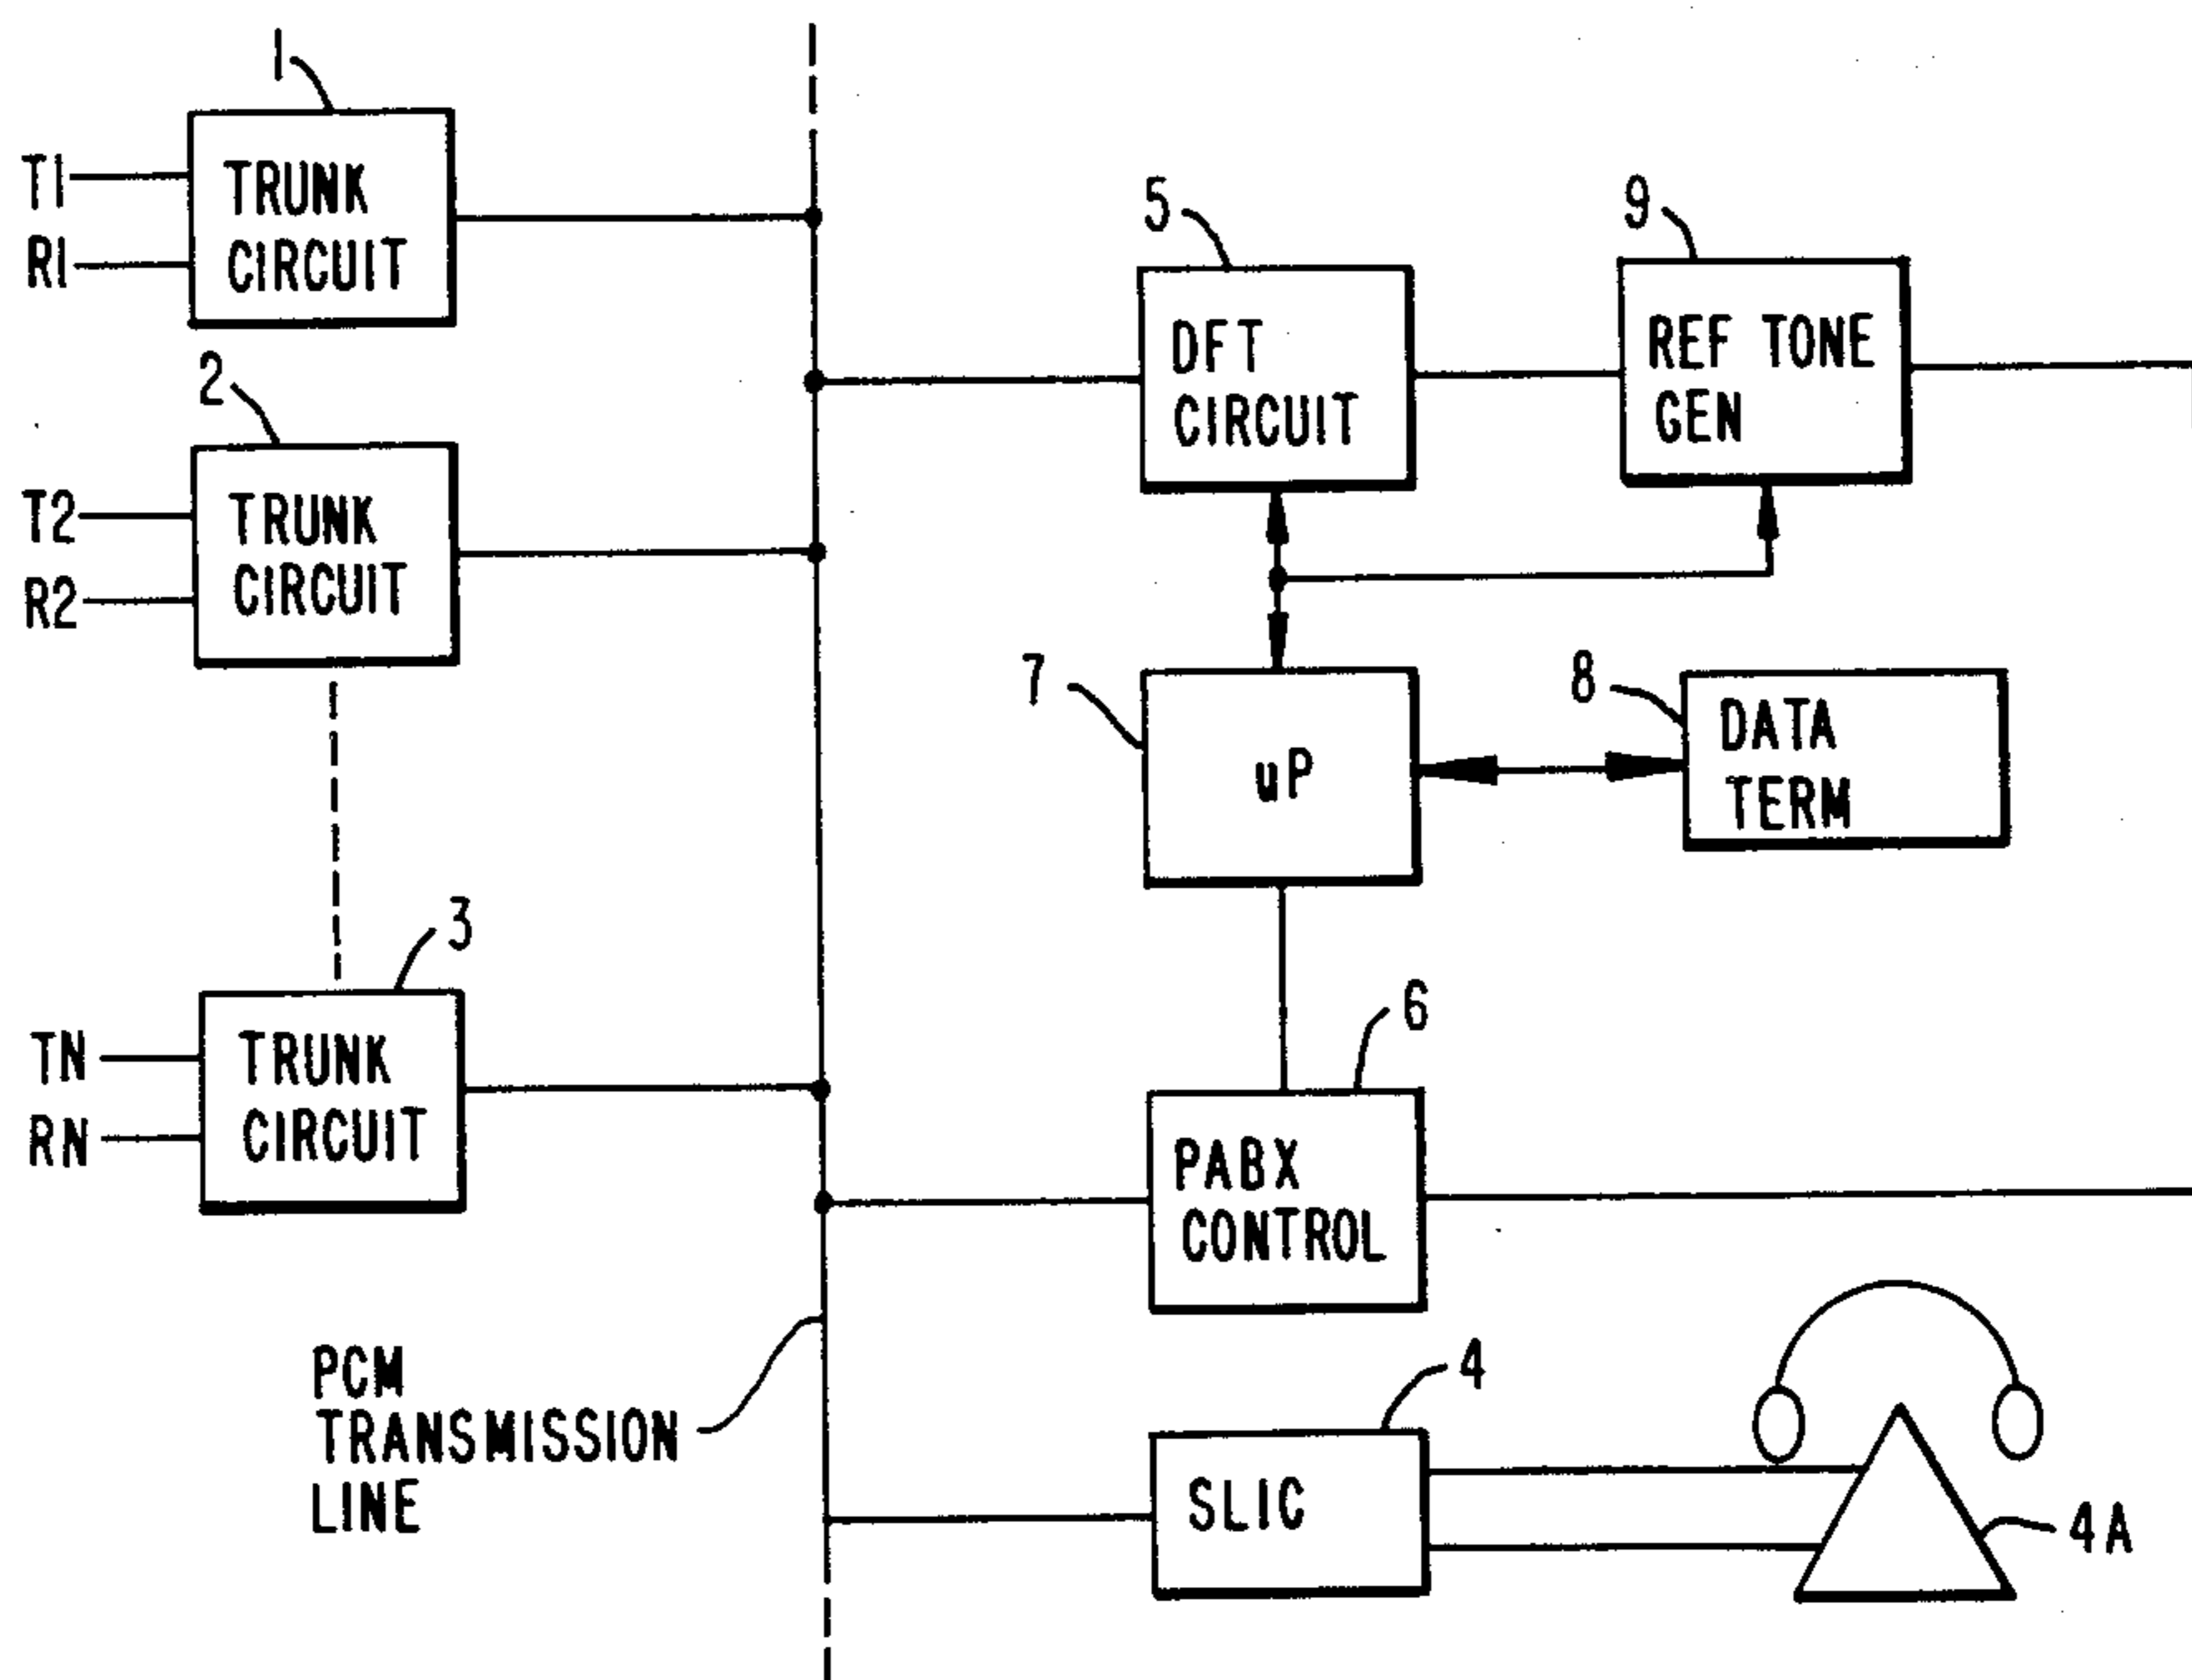 1
T1
R1
TRUNK
CIRCUIT
2
T2
R2
TRUNK
CIRCUIT
3
TN
RN
TRUNK
CIRCUIT
PCM
TRANSMISSION
LINE
5
DFT
CIRCUIT
9
REF TONE
GEN
7
uP
8
DATA
TERM
6
PABX
CONTROL
4
SLIC
4A